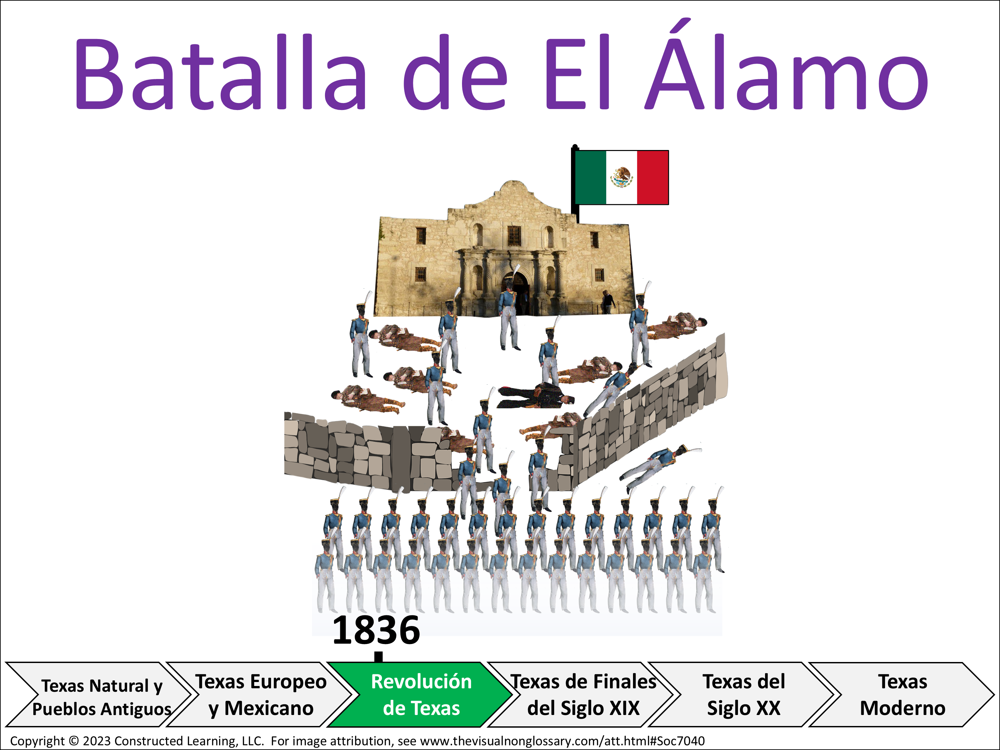 Batalla de El Álamo
1836
Texas Natural y
Pueblos Antiguos
Texas Europeo
y Mexicano
Revolución
de Texas
Texas de Finales
del Siglo XIX
Texas del
Siglo XX
Texas
Moderno
Copyright © 2023 Constructed Learning, LLC.  For image attribution, see www.thevisualnonglossary.com/att.html#Soc7040